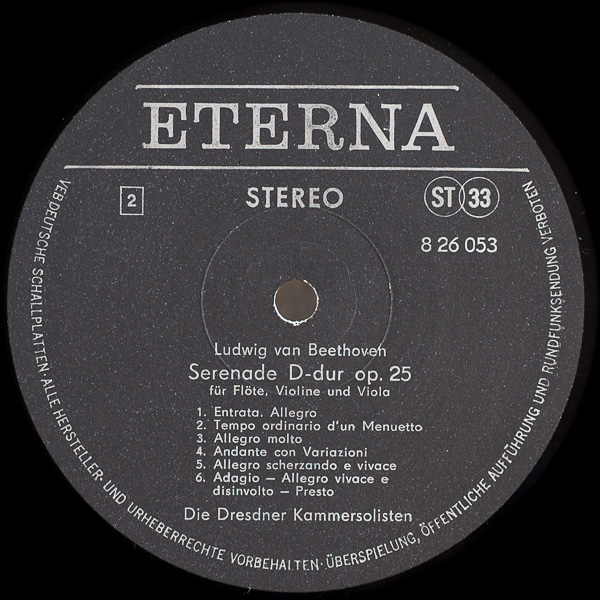 ETERNA
2 STEREO ST 33
8 26 053
Ludwig van Beethoven
Serenade D-dur op. 25
für Flöte, Violine und Viola
1. Entrata. Allegro
2. Tempo ordinario d'un Menuetto
3. Allegro molto
4. Andante con Variazioni
5. Allegro scherzando e vivace
6. Adagio – Allegro vivace e
disinvolto – Presto
Die Dresdner Kammersolisten
VEB DEUTSCHE SCHALLPLATTEN · ALLE HERSTELLER- UND URHEBERRECHTE VORBEHALTEN · ÜBERSPIELUNG, ÖFFENTLICHE AUFFÜHRUNG UND RUNDFUNKSENDUNG VERBOTEN